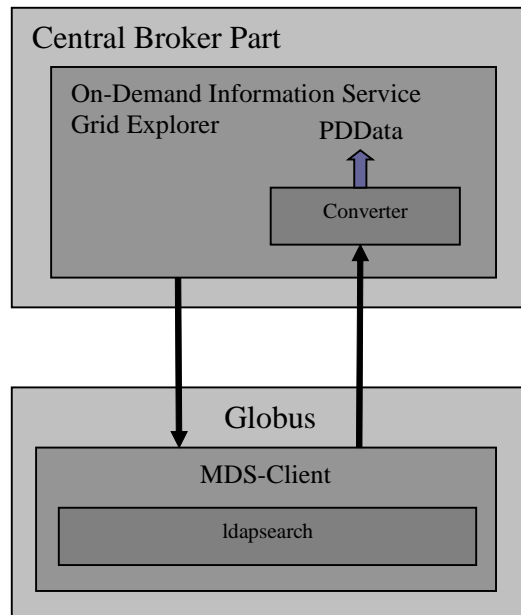 Central Broker Part
On-Demand Information Service
Grid Explorer
PDData
Converter
Globus
MDS-Client
ldapsearch